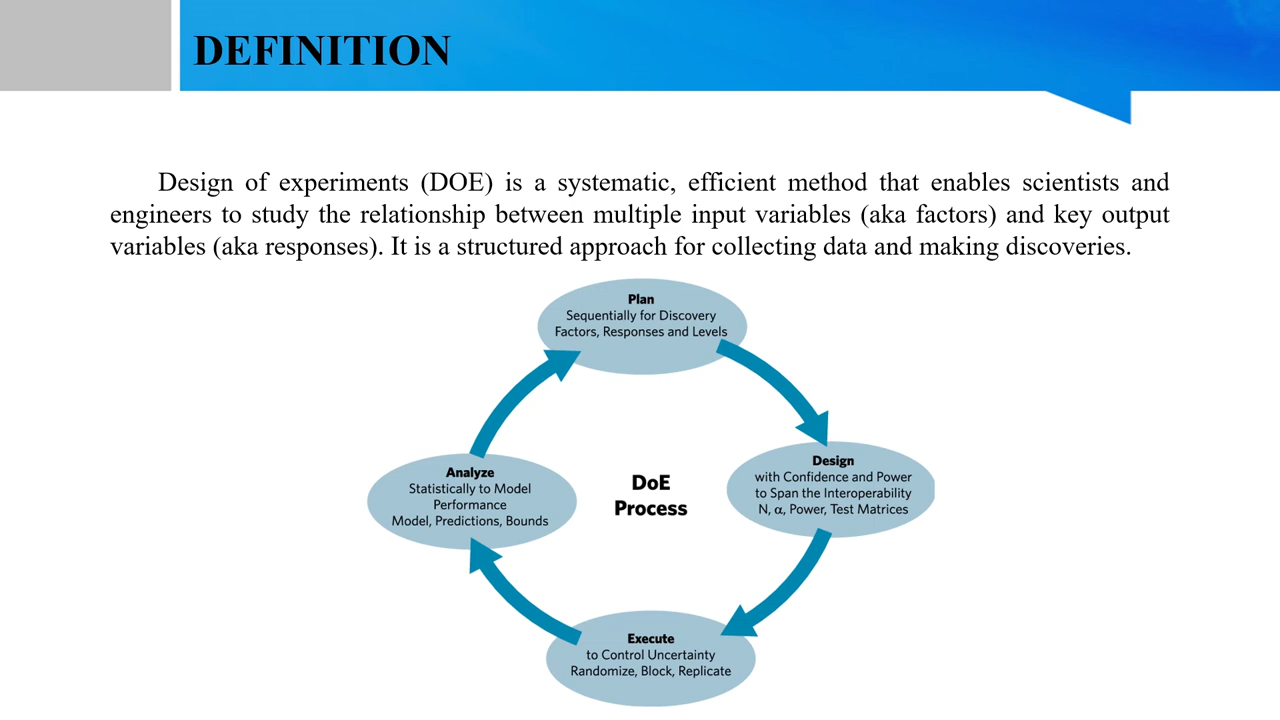 DEFINITION
Design of experiments (DOE) is a systematic, efficient method that enables scientists and
engineers to study the relationship between multiple input variables (aka factors) and key output
variables (aka responses). It is a structured approach for collecting data and making discoveries.
Plan
Sequentially for Discovery
Factors, Responses and Levels
Design
with Confidence and Power
to Span the Interoperability
N, α, Power, Test Matrices
DoE
Process
Analyze
Statistically to Model
Performance
Model, Predictions, Bounds
Execute
to Control Uncertainty
Randomize, Block, Replicate